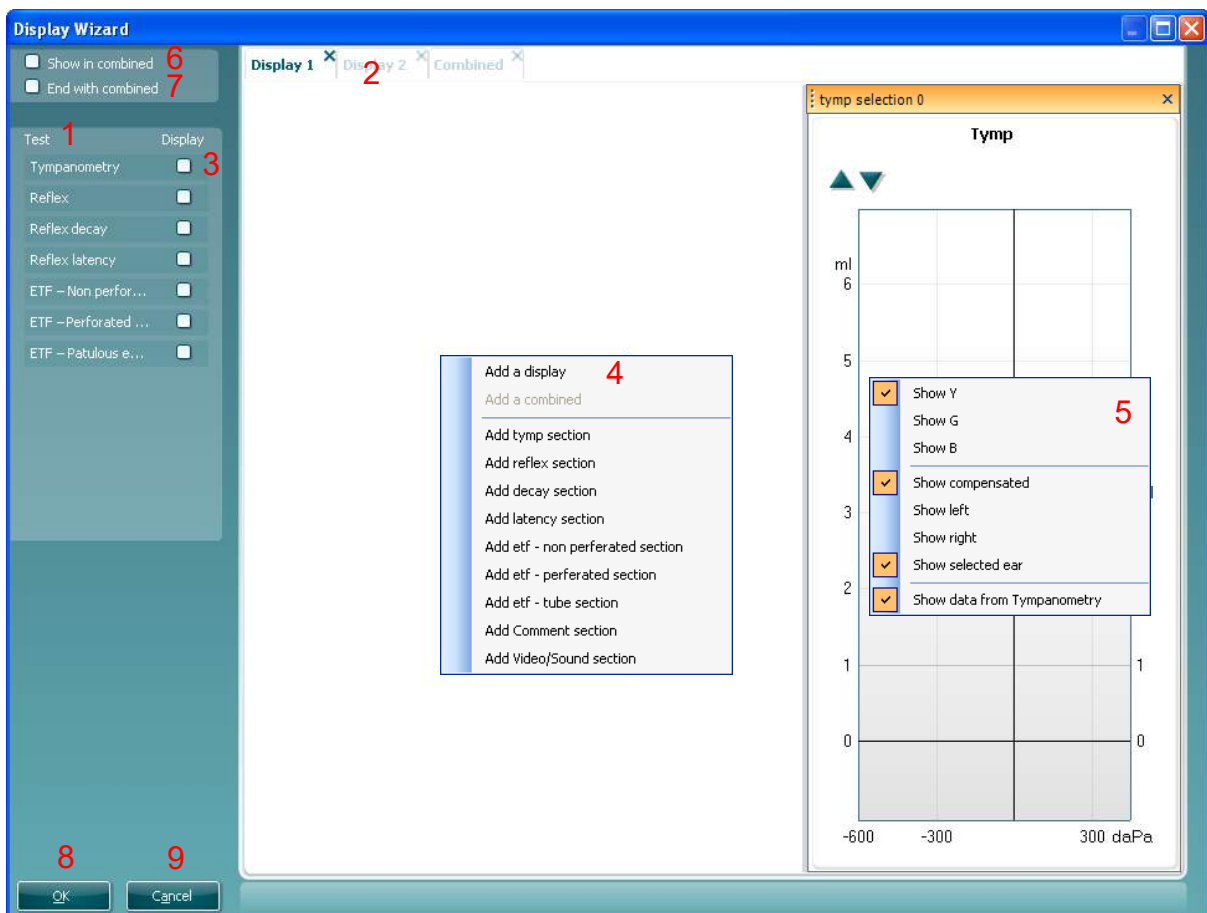 Display Wizard
Show in combined 6
End with combined 7
Test 1 Display
Tympanometry 3
Reflex
Reflex decay
Reflex latency
ETF – Non perfor...
ETF –Perforated ...
ETF – Patulous e...
8 9
OK Cancel
Display 1 Display 2 Combined
2
Add a display 4
Add a combined
Add tymp section
Add reflex section
Add decay section
Add latency section
Add etf - non perferated section
Add etf - perferated section
Add etf - tube section
Add Comment section
Add Video/Sound section
tymp selection 0
Tymp
ml
6
5
4
3
2
1 1
0 0
-600 -300 300 daPa
Show Y 5
Show G
Show B
Show compensated
Show left
Show right
Show selected ear
Show data from Tympanometry